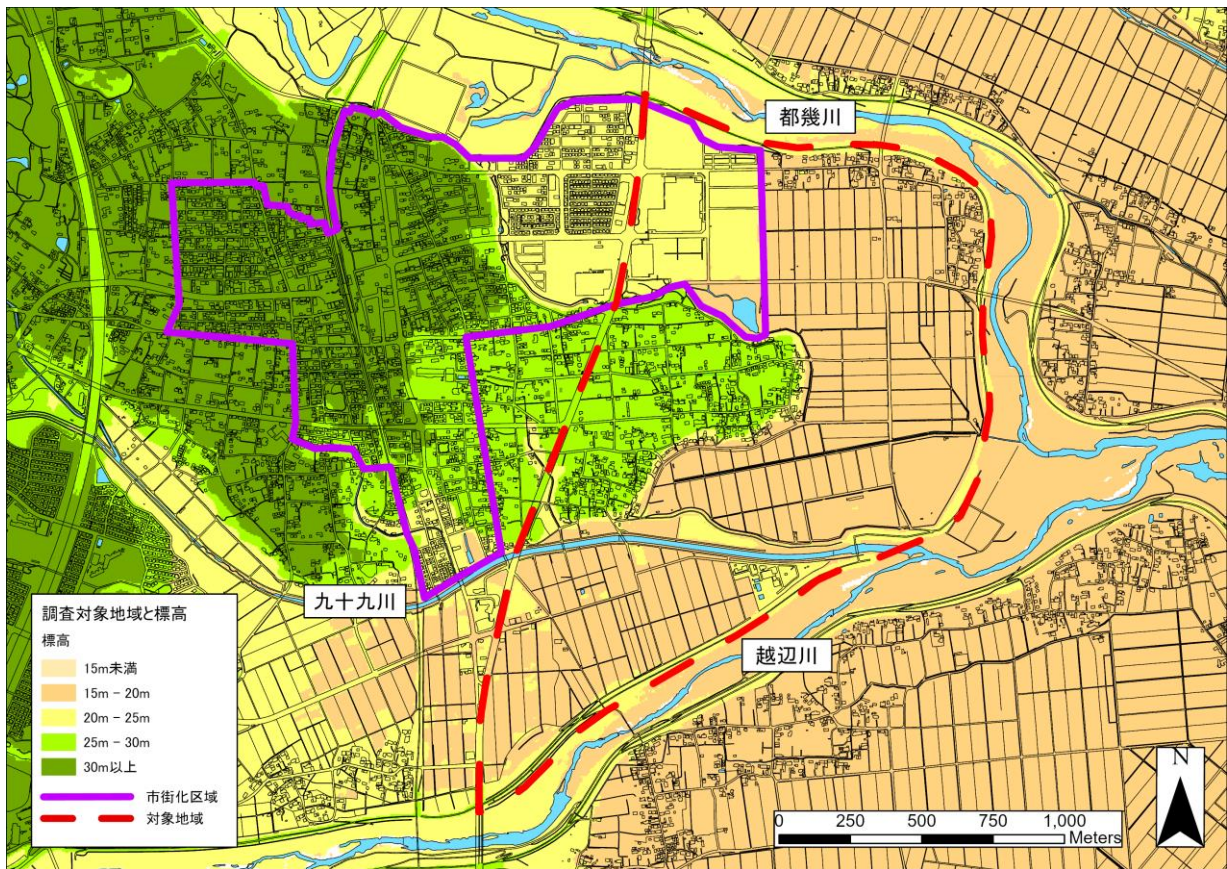 都幾川
九十九川
越辺川
調査対象地域と標高
標高
15m未満
15m - 20m
20m - 25m
25m - 30m
30m以上
市街化区域
対象地域
N
0 250 500 750 1,000
Meters